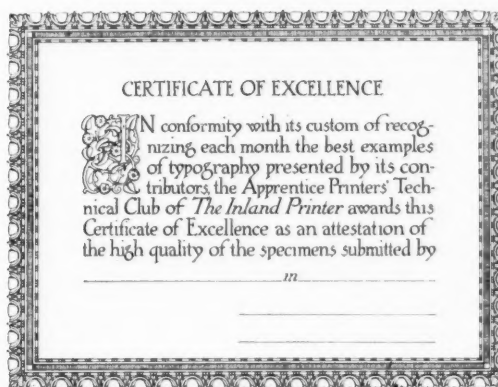 CERTIFICATE OF EXCELLENCE
IN conformity with its custom of recog-
nizing each month the best examples
of typography presented by its con-
tributors, the Apprentice Printers' Tech-
nical Club of The Inland Printer awards this
Certificate of Excellence as an attestation of
the high quality of the specimens submitted by
in